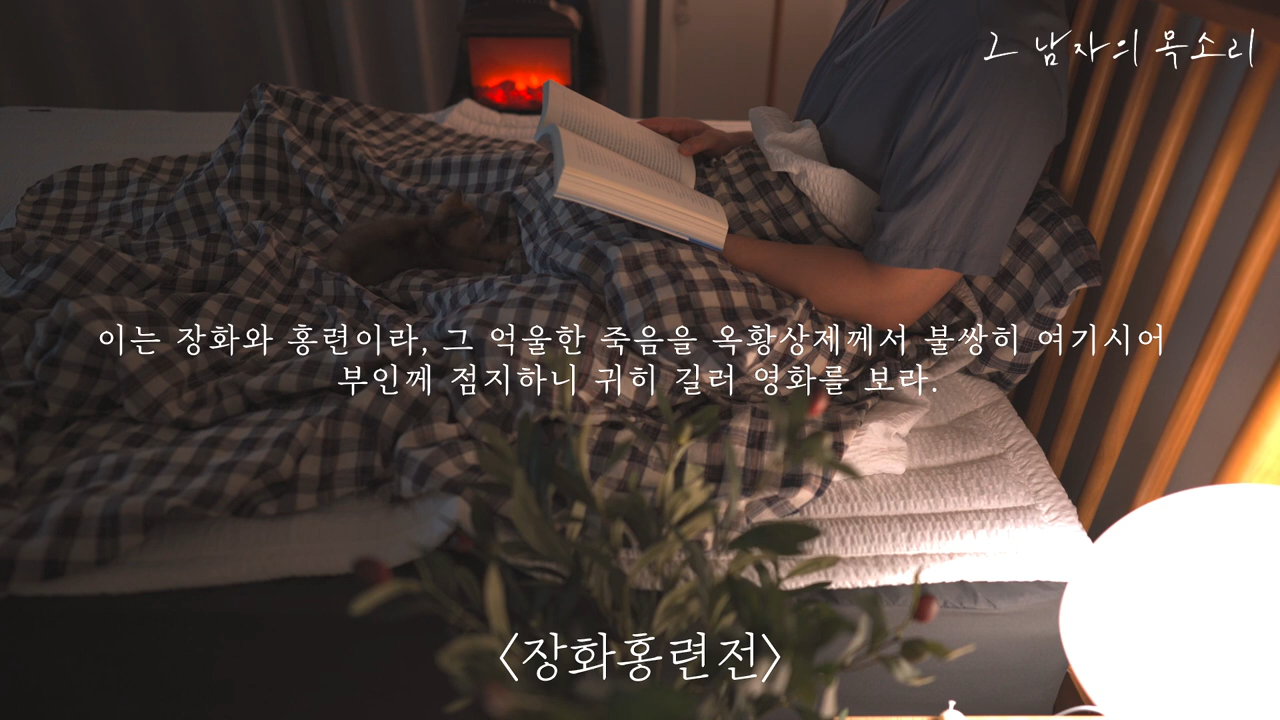 그 남자의 목소리
이는 장화와 홍련이라, 그 억울한 죽음을 옥황상제께서 불쌍히 여기시어
부인께 점지하니 귀히 길러 영화를 보라.
<장화홍련전>